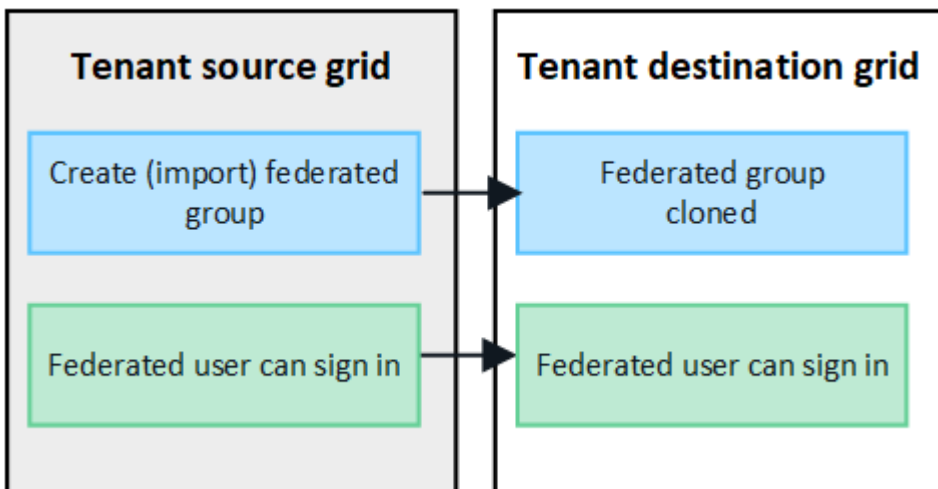 Tenant source grid
Create (import) federated
group
Federated user can sign in
Tenant destination grid
Federated group
cloned
Federated user can sign in